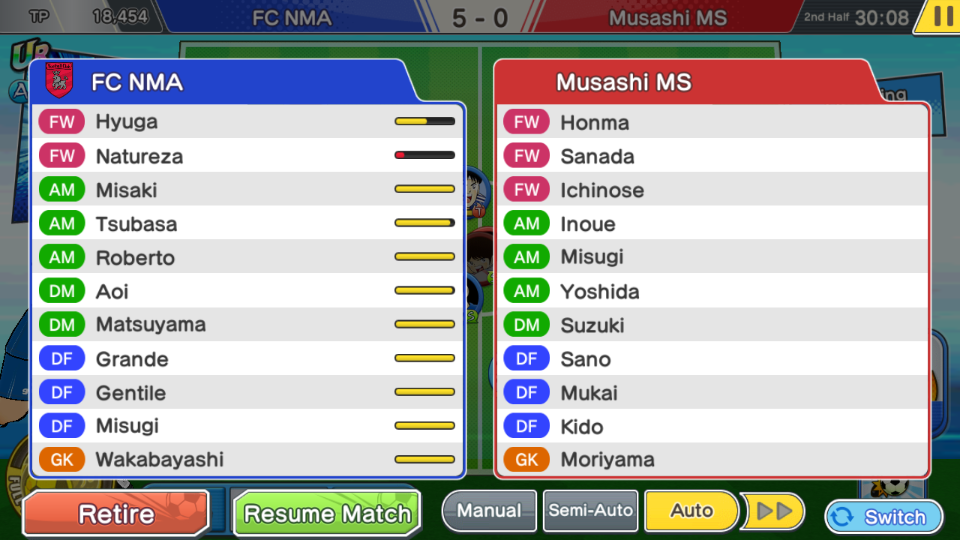 TP 18,454 FC NMA 5 - 0 Musashi MS 2nd Half 30:08
FC NMA
FW Hyuga
FW Natureza
AM Misaki
AM Tsubasa
AM Roberto
DM Aoi
DM Matsuyama
DF Grande
DF Gentile
DF Misugi
GK Wakabayashi
Musashi MS
FW Honma
FW Sanada
FW Ichinose
AM Inoue
AM Misugi
AM Yoshida
DM Suzuki
DF Sano
DF Mukai
DF Kido
GK Moriyama
Retire
Resume Match
Manual
Semi-Auto
Auto
Switch